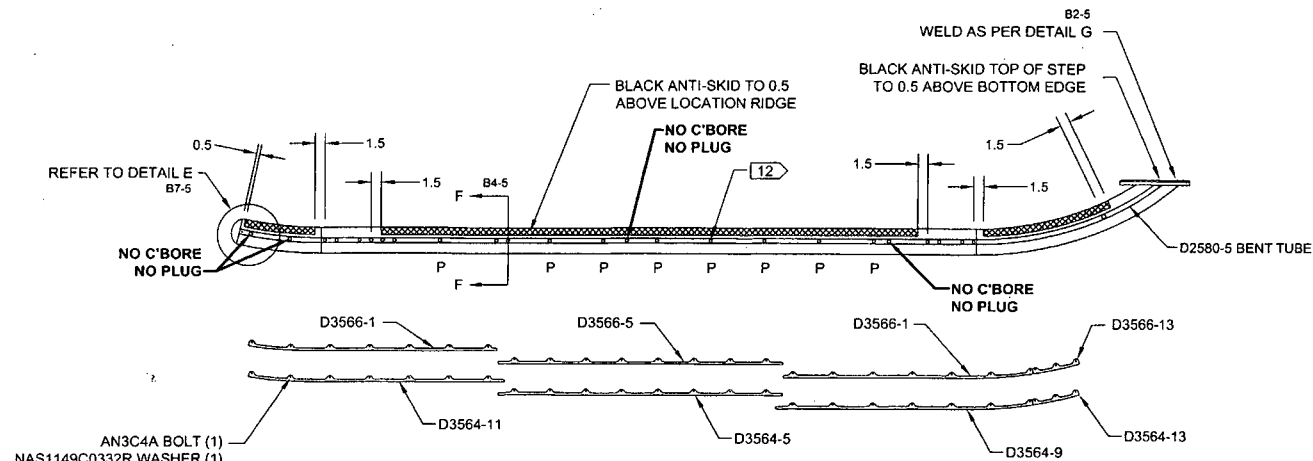 B2-5
WELD AS PER DETAIL G
BLACK ANTI-SKID TOP OF STEP
TO 0.5 ABOVE BOTTOM EDGE
BLACK ANTI-SKID TO 0.5
ABOVE LOCATION RIDGE
NO C'BORE
NO PLUG
0.5
1.5
1.5
1.5
1.5
1.5
REFER TO DETAIL E
B7-5
F
B4-5
12
NO C'BORE
NO PLUG
D2580-5 BENT TUBE
F
P P P P P P P
NO C'BORE
NO PLUG
D3566-1
D3566-5
D3566-1
D3566-13
D3564-11
D3564-5
D3564-9
D3564-13
AN3C4A BOLT (1)
NAS1149C0332R WASHER (1)